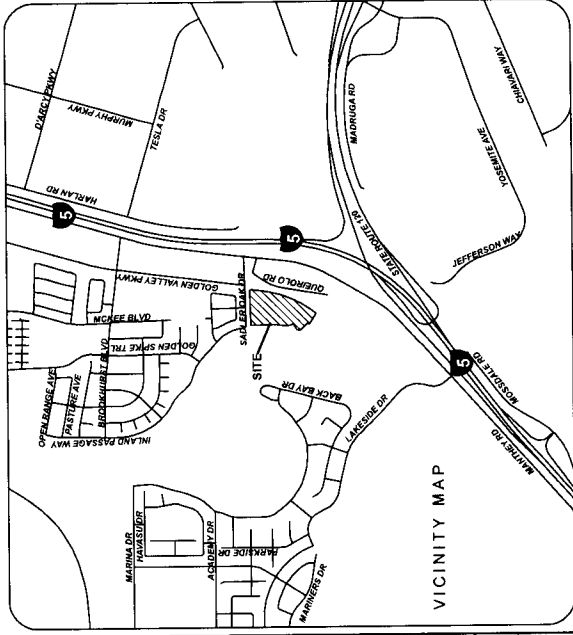 D'ARCY PKWY
MURPHY PKWY
TESLA DR
HARLAN RD
5
GOLDEN VALLEY PKWY
MCKEE BLVD
GOLDEN SPIKE TRL
OPEN RANGE AVE
PASTURE AVE
BROOKHURST BLVD
INLAND PASSAGE WAY
SADLER OAK DR
QUEIROLO RD
5
SITE
MADRUGA RD
STATE ROUTE 120
YOSEMITE AVE
CHIAVARI WAY
JEFFERSON WAY
BACK BAY DR
LAKESIDE DR
MARINA DR
HAVASU DR
ACADEMY DR
PARKSIDE DR
MARINERS DR
5
MOSSDALE RD
MANTHEY RD
VICINITY MAP